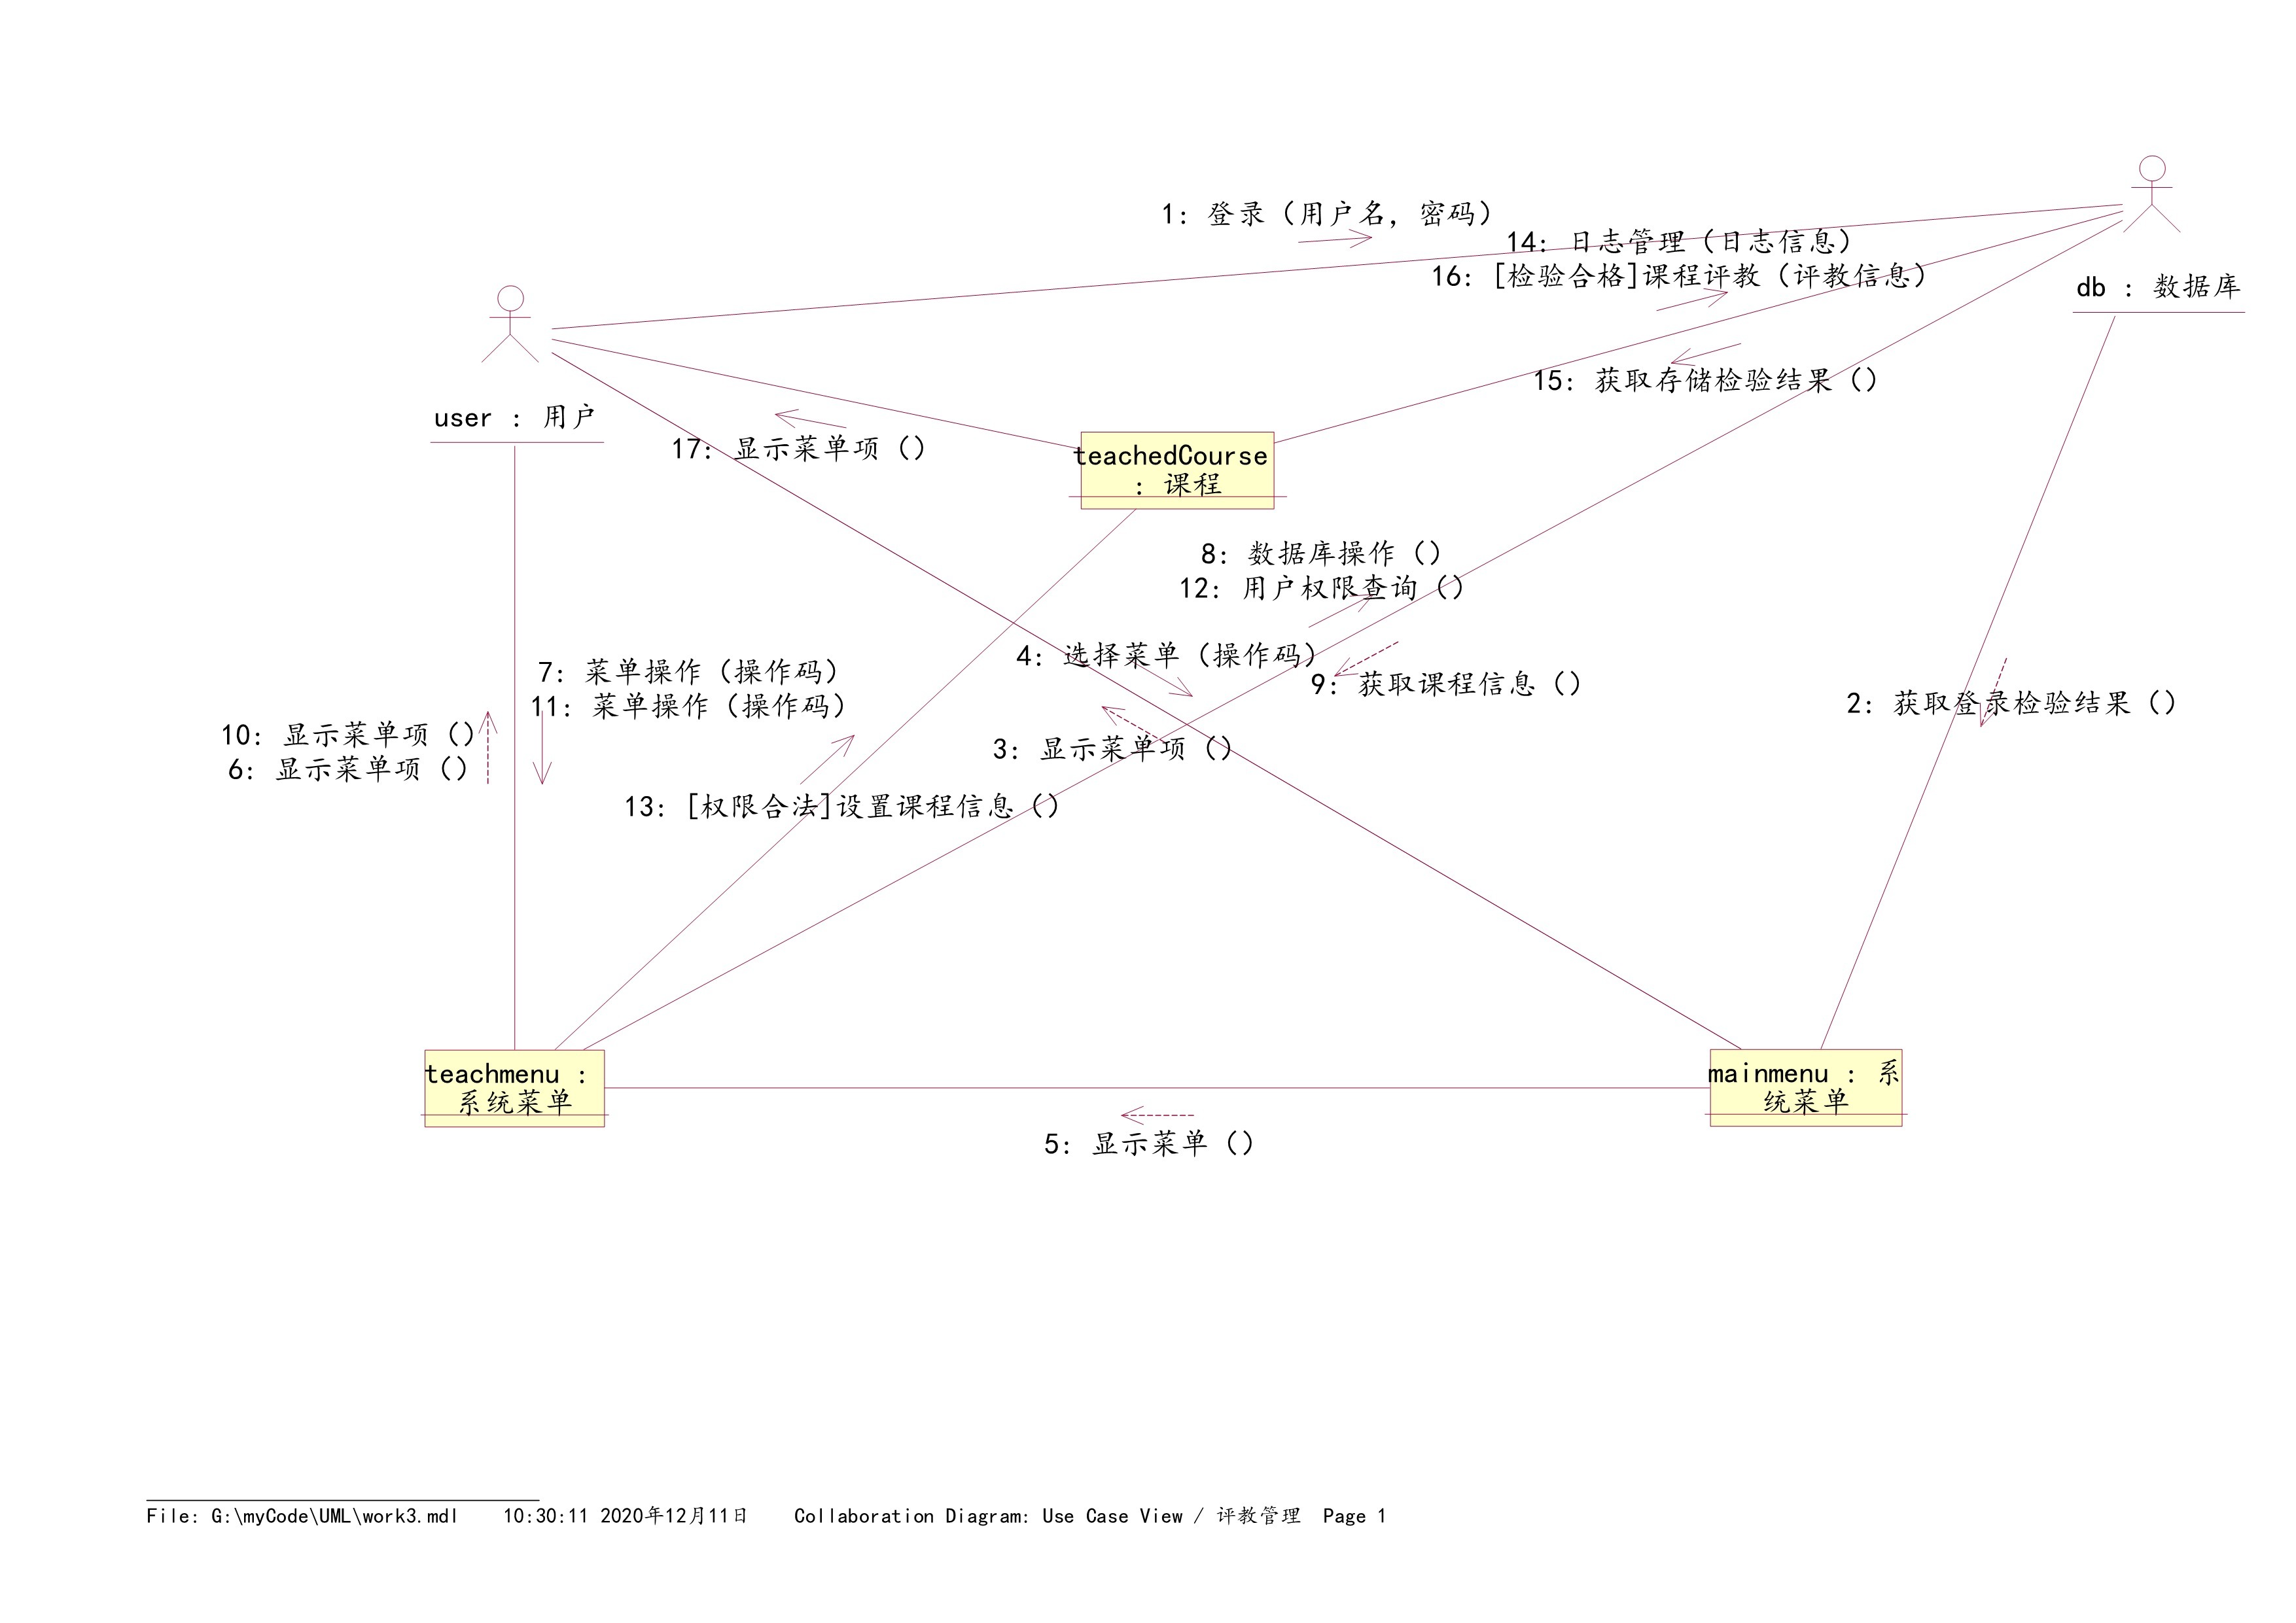 1: 登录（用户名，密码）
14: 日志管理（日志信息）
16: [检验合格]课程评教（评教信息）
db : 数据库
15: 获取存储检验结果（）
user : 用户
17: 显示菜单项（）
teachedCourse
: 课程
8: 数据库操作（）
12: 用户权限查询（）
4: 选择菜单（操作码）
9: 获取课程信息（）
7: 菜单操作（操作码）
11: 菜单操作（操作码）
2: 获取登录检验结果（）
10: 显示菜单项（）
6: 显示菜单项（）
3: 显示菜单项（）
13: [权限合法]设置课程信息（）
teachmenu :
系统菜单
mainmenu : 系
统菜单
5: 显示菜单（）
File: G:\myCode\UML\work3.mdl    10:30:11 2020年12月11日    Collaboration Diagram: Use Case View / 评教管理  Page 1